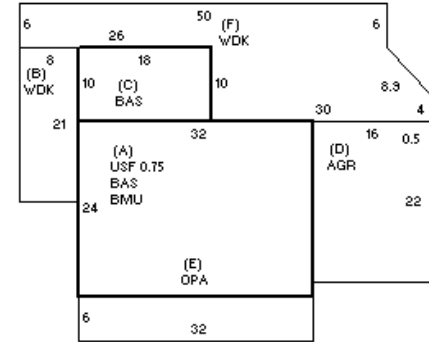 50
(F)
WDK
6
6
26
8
(B)
WDK
18
10
(C)
BAS
10
8.9
30
4
21
32
16
0.5
(A)
USF 0.75
BAS
BMU
(D)
AGR
24
22
(E)
OPA
6
32